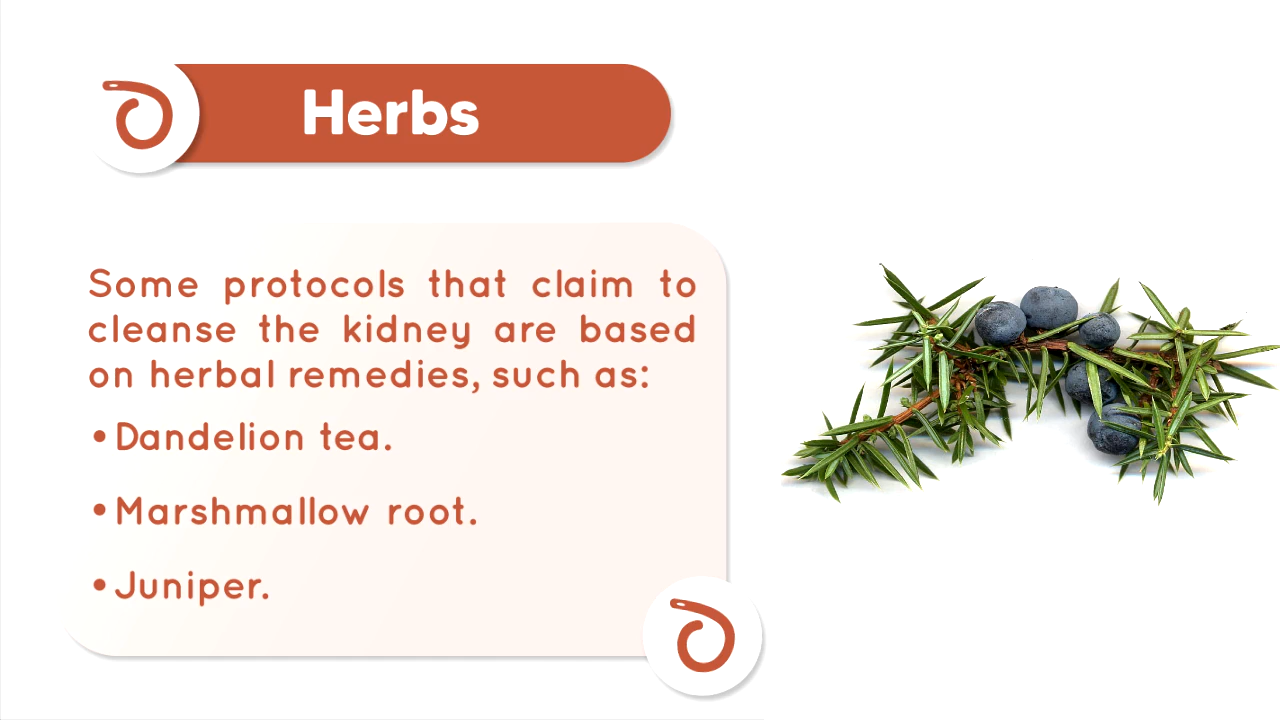 Herbs
Some protocols that claim to
cleanse the kidney are based
on herbal remedies, such as:
•Dandelion tea.
•Marshmallow root.
•Juniper.